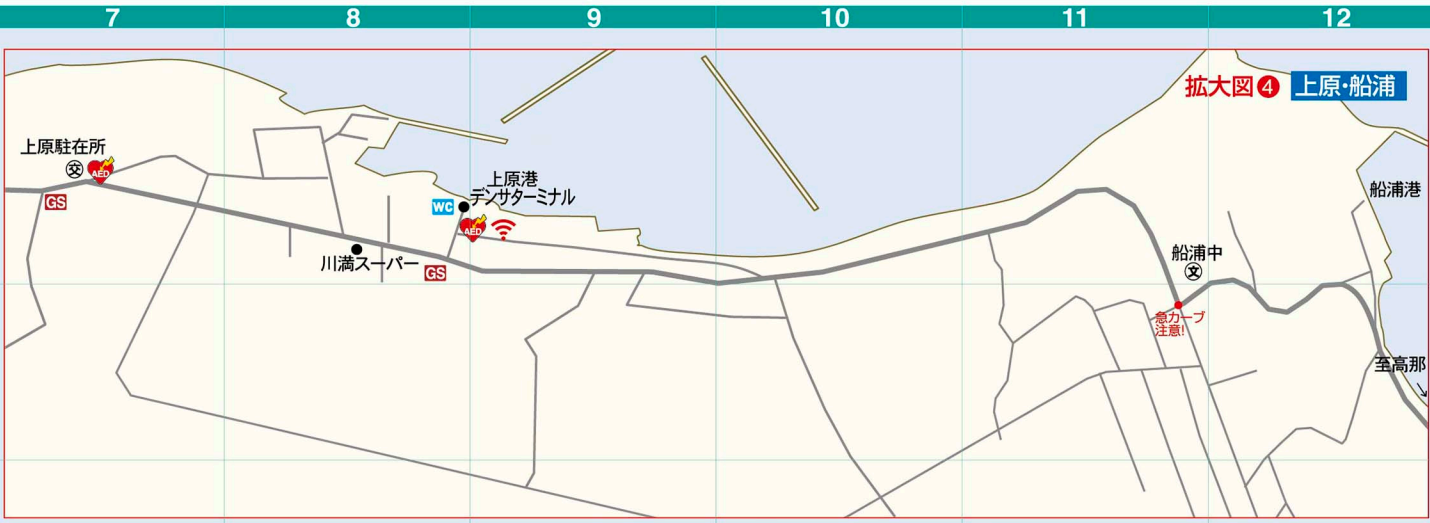 7 8 9 10 11 12
拡大図❹ 上原・船浦
上原駐在所
交
AED
GS
上原港
デンサターミナル
WC
AED
川満スーパー
GS
船浦港
船浦中
文
急カーブ
注意!
至高那